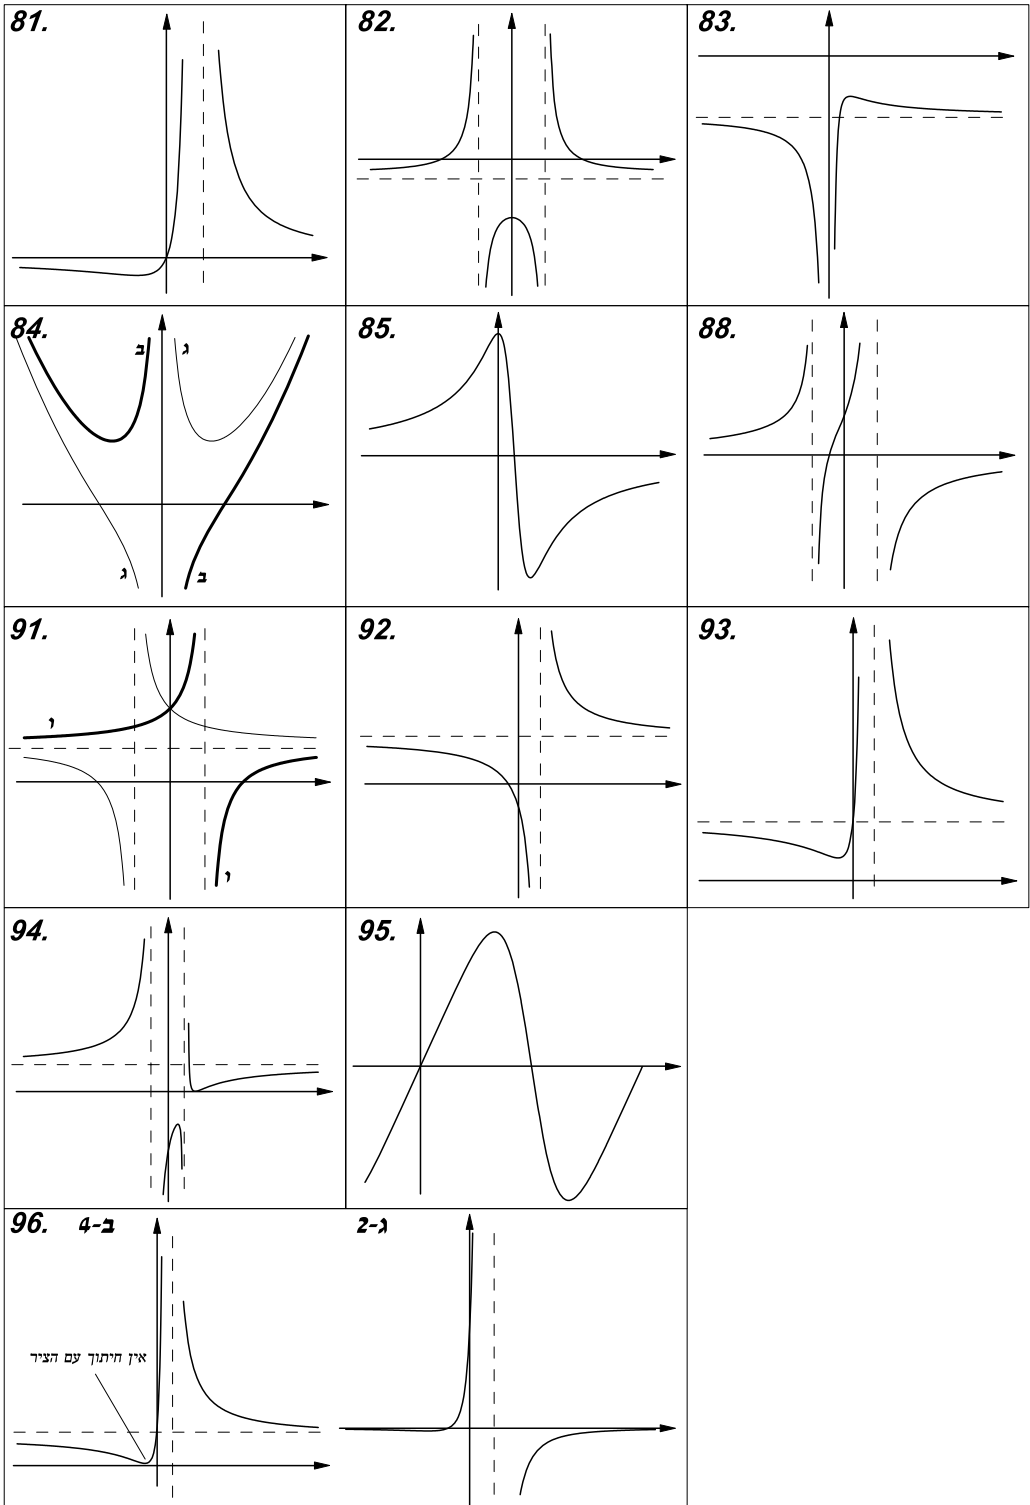 81.
82.
83.
84.
ב
ג
ג
ב
85.
88.
91.
י
י
92.
93.
94.
95.
96. ב-4
ג-2
אין חיתוך עם הציר